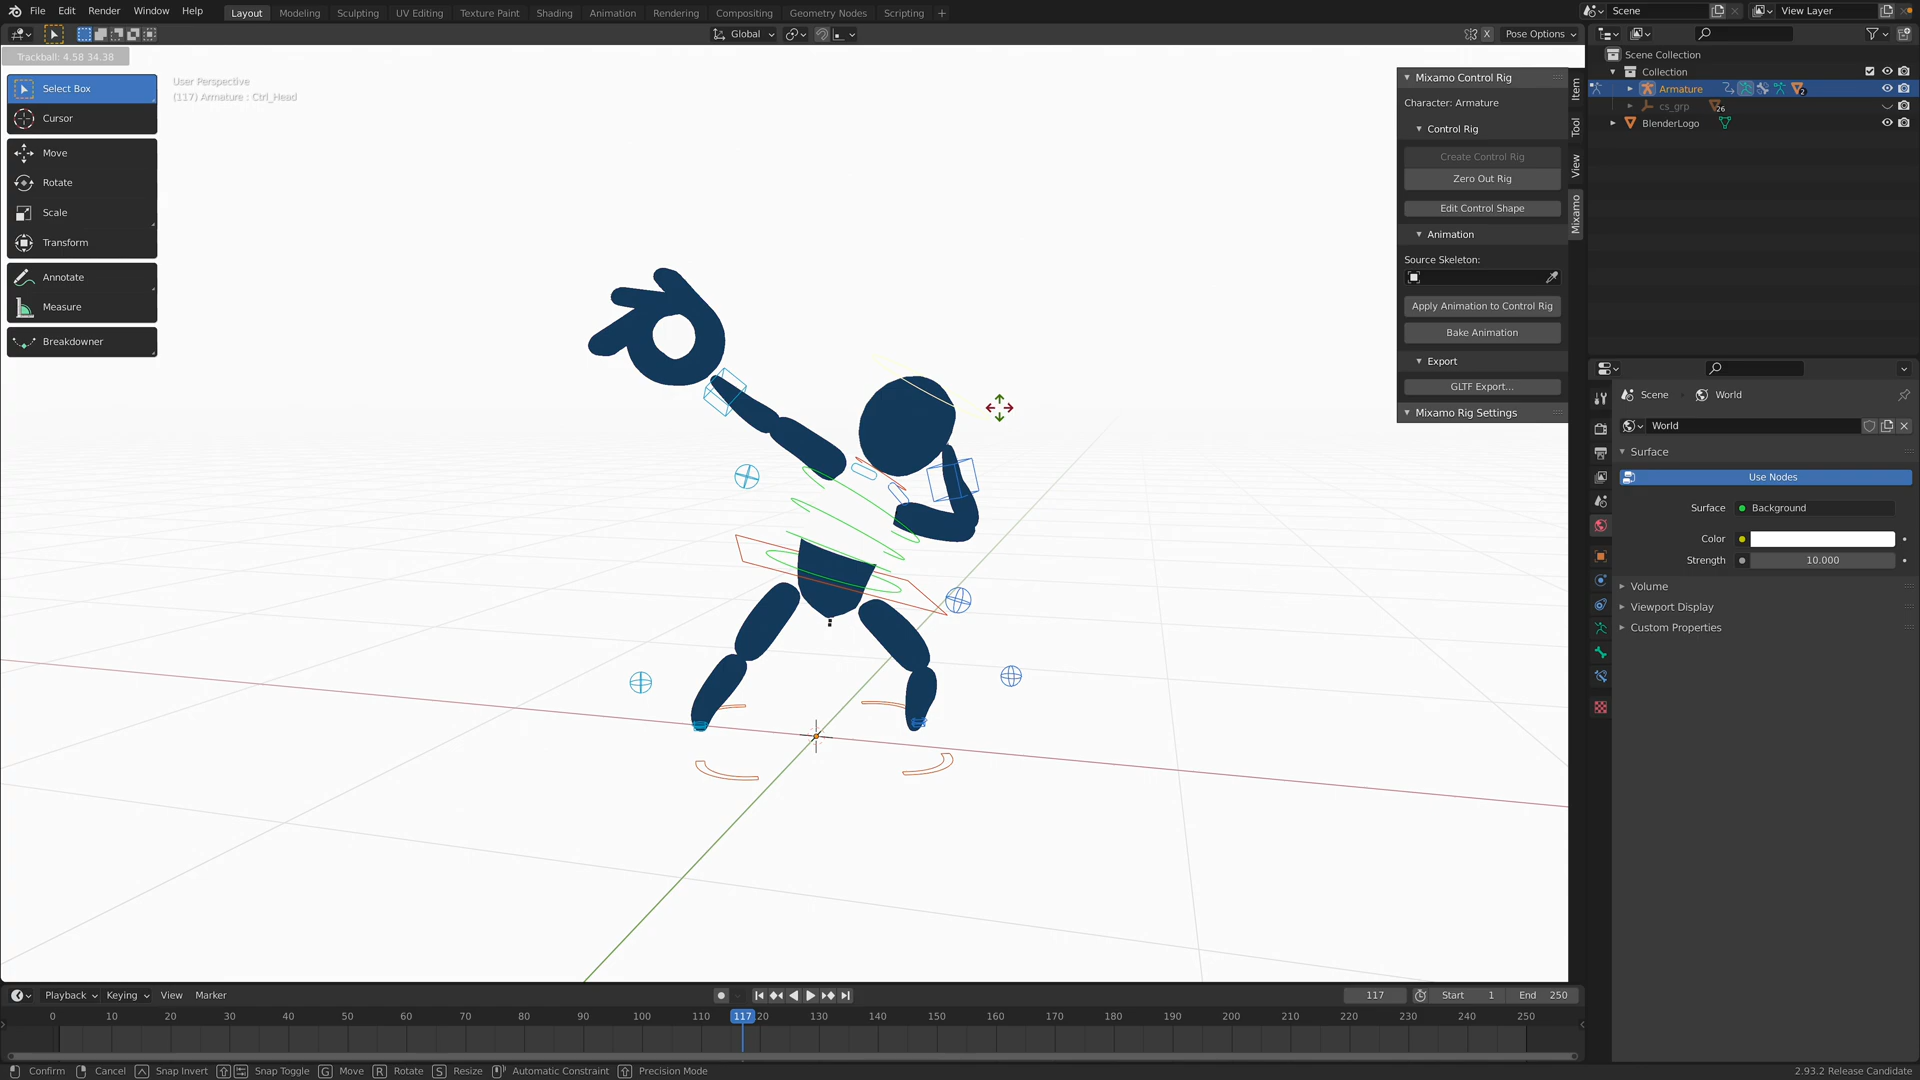 File Edit Render Window Help
Layout Modeling Sculpting UV Editing Texture Paint Shading Animation Rendering Compositing Geometry Nodes Scripting +
Scene
View Layer
Global
X
Pose Options
Trackball: 4.58 34.38
User Perspective
(117) Armature : Ctrl_Head
Select Box
Cursor
Move
Rotate
Scale
Transform
Annotate
Measure
Breakdowner
Mixamo Control Rig
Character: Armature
Control Rig
Create Control Rig
Zero Out Rig
Edit Control Shape
Animation
Source Skeleton:
Apply Animation to Control Rig
Bake Animation
Export
GLTF Export...
Mixamo Rig Settings
Item
Tool
View
Mixamo
Scene Collection
Collection
Armature 2
cs_grp 26
BlenderLogo
Scene World
World
Surface
Use Nodes
Surface Background
Color
Strength 10.000
Volume
Viewport Display
Custom Properties
Playback Keying View Marker
117 Start 1 End 250
0 10 20 30 40 50 60 70 80 90 100 110 117 20 130 140 150 160 170 180 190 200 210 220 230 240 250
Confirm Cancel Snap Invert Snap Toggle G Move R Rotate S Resize Automatic Constraint Precision Mode
2.93.2 Release Candidate